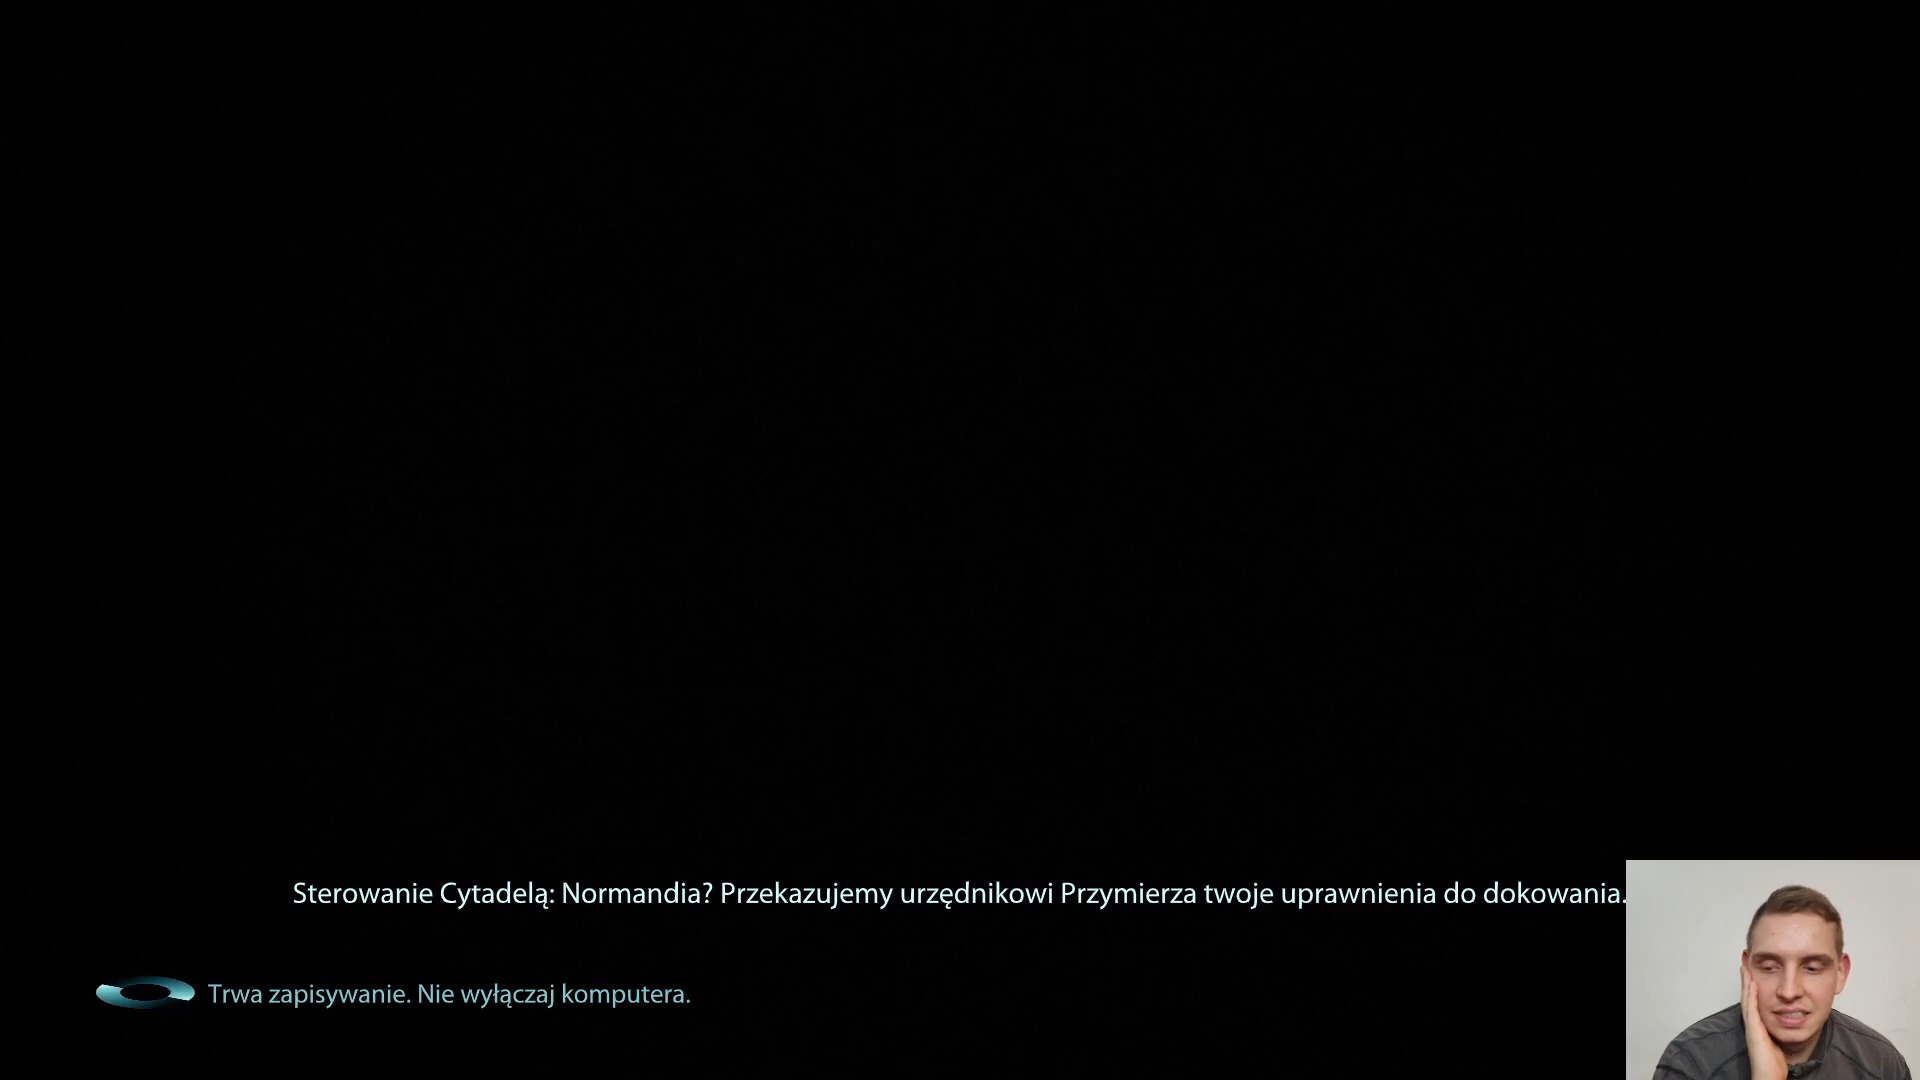 Sterowanie Cytadelą: Normandia? Przekazujemy urzędnikowi Przymierza twoje uprawnienia do dokowania.
Trwa zapisywanie. Nie wyłączaj komputera.